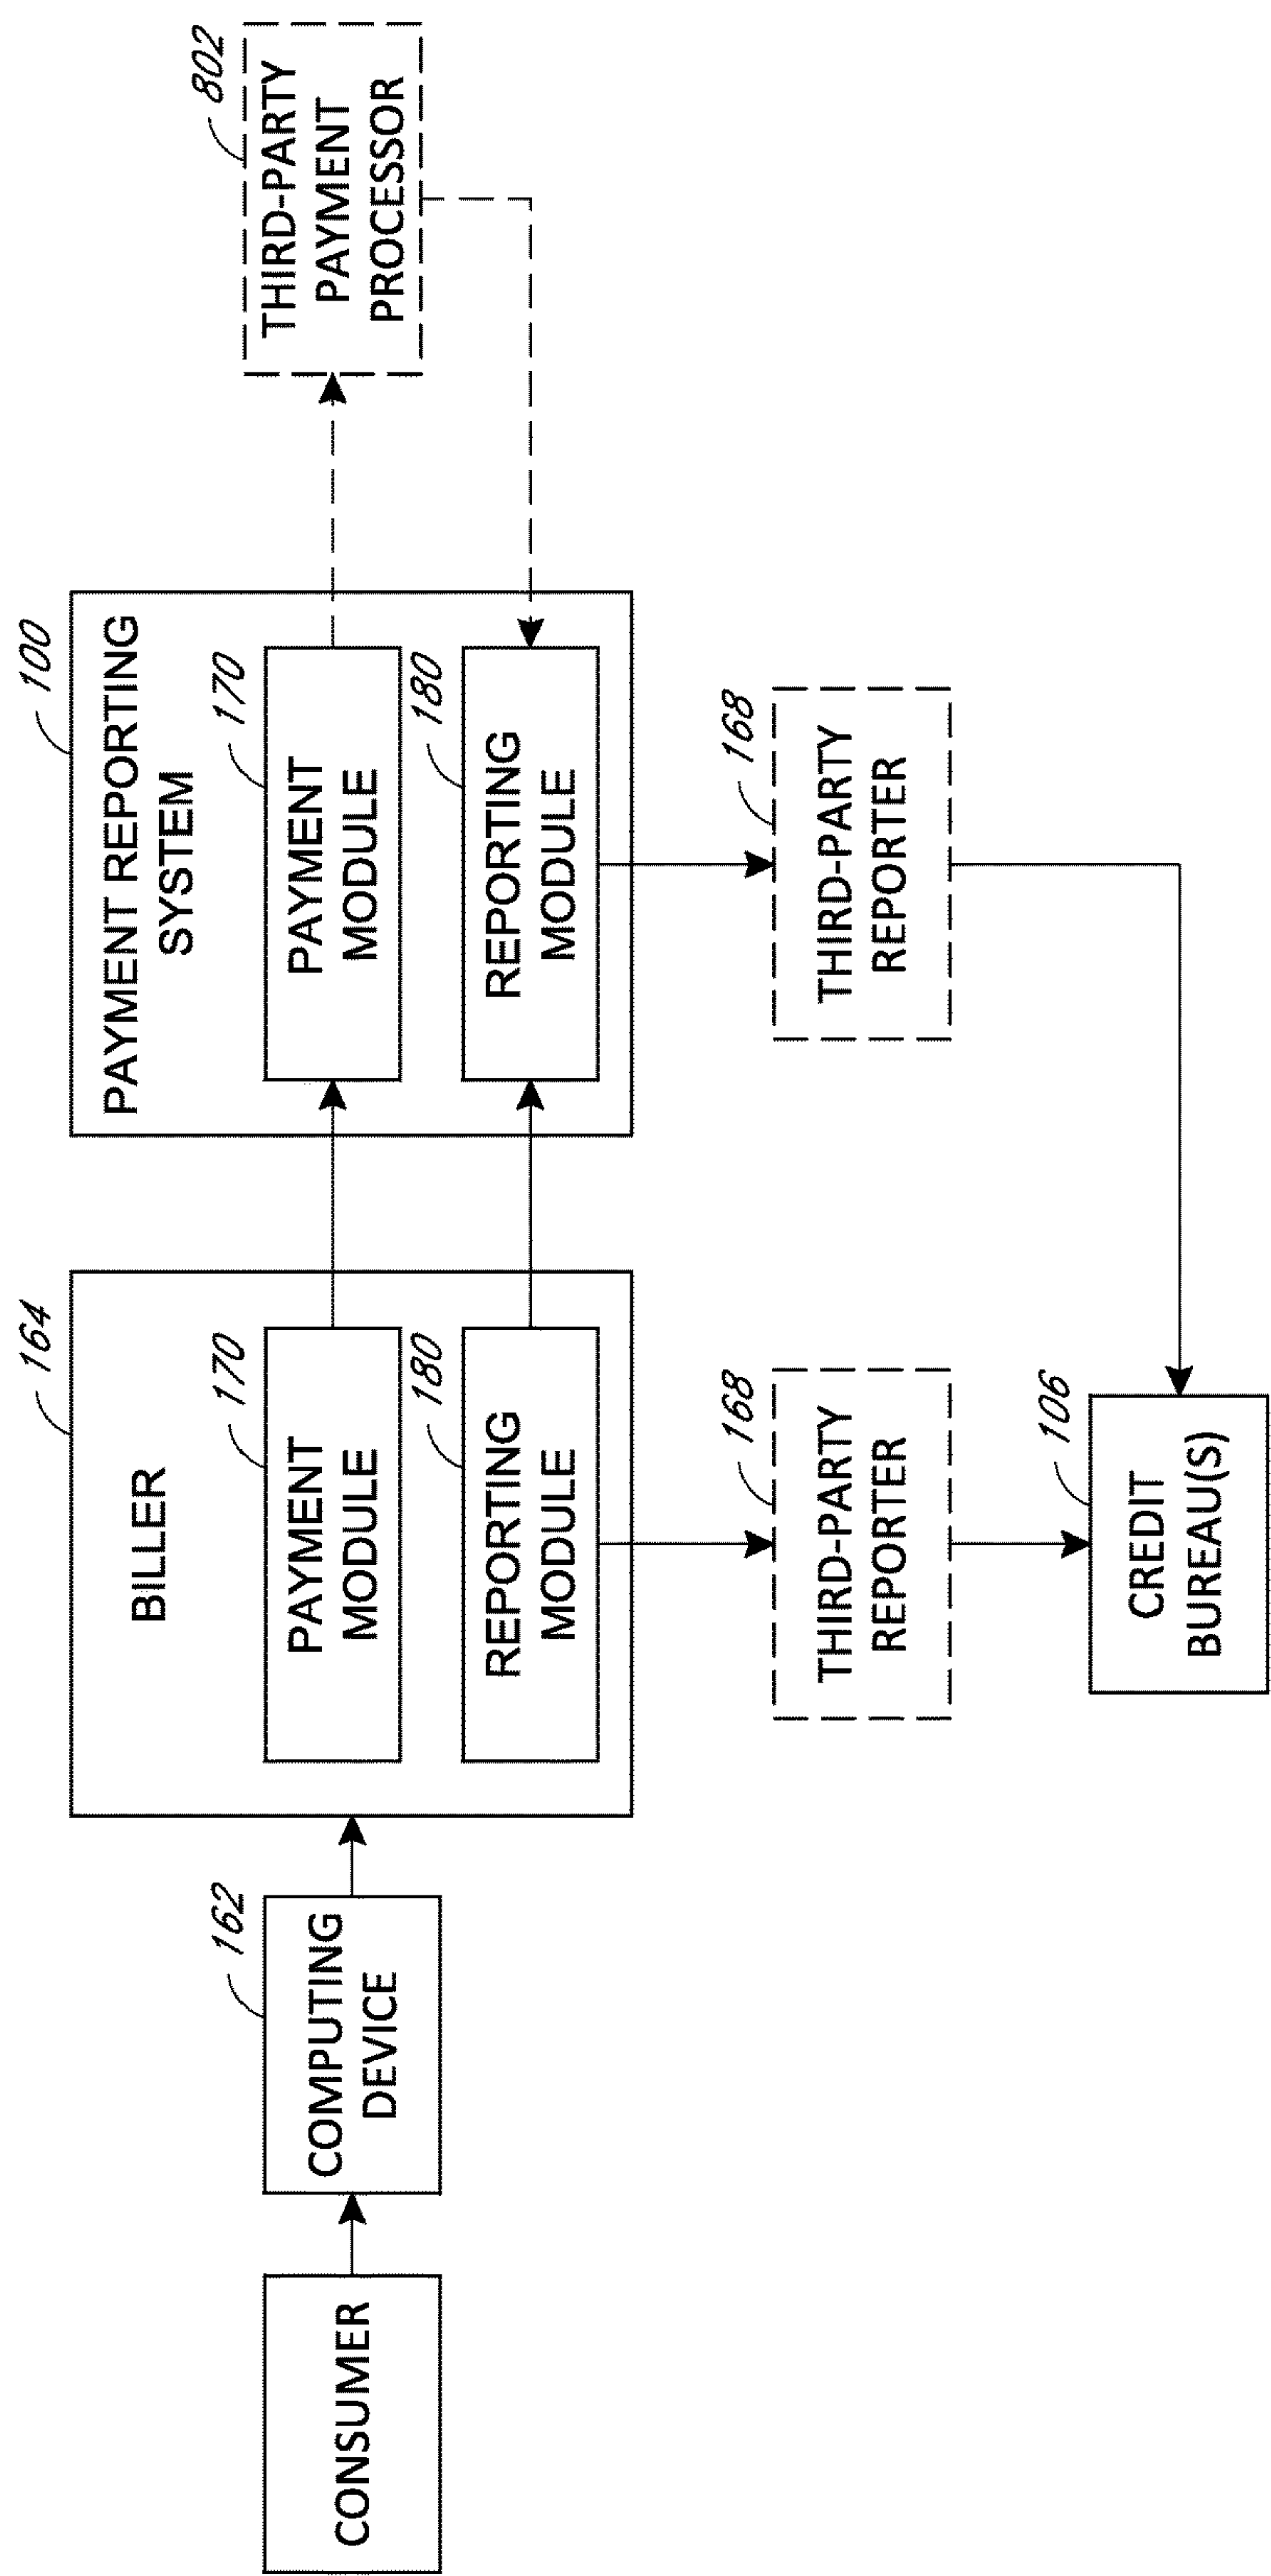 CONSUMER
162
COMPUTING
DEVICE
164
BILLER
170
PAYMENT
MODULE
180
REPORTING
MODULE
100
PAYMENT REPORTING
SYSTEM
170
PAYMENT
MODULE
180
REPORTING
MODULE
802
THIRD-PARTY
PAYMENT
PROCESSOR
168
THIRD-PARTY
REPORTER
168
THIRD-PARTY
REPORTER
106
CREDIT
BUREAU(S)